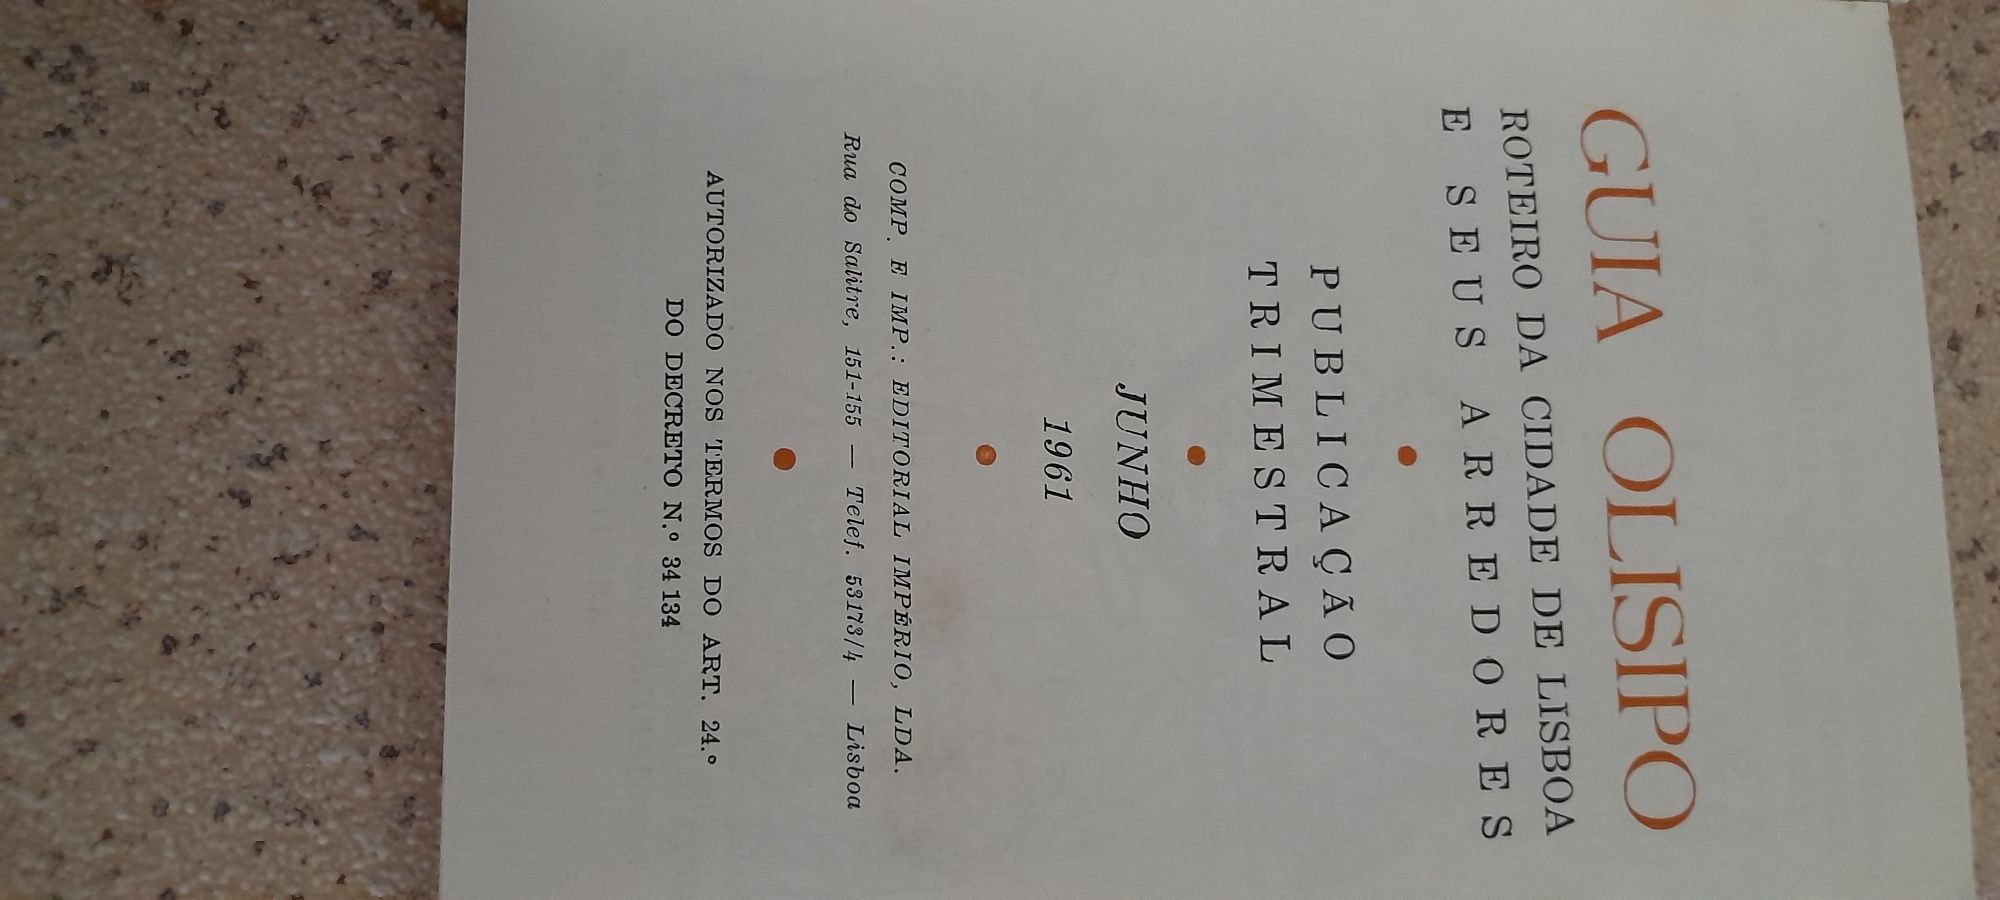 GUIA OLISIPO
ROTEIRO DA CIDADE DE LISBOA
E SEUS ARREDORES
PUBLICAÇÃO
TRIMESTRAL
JUNHO
1961
COMP. E IMP.: EDITORIAL IMPÉRIO, LDA.
Rua do Salitre, 151-155 — Telef. 53173/4 — Lisboa
AUTORIZADO NOS TERMOS DO ART. 24.º
DO DECRETO N.º 34 134